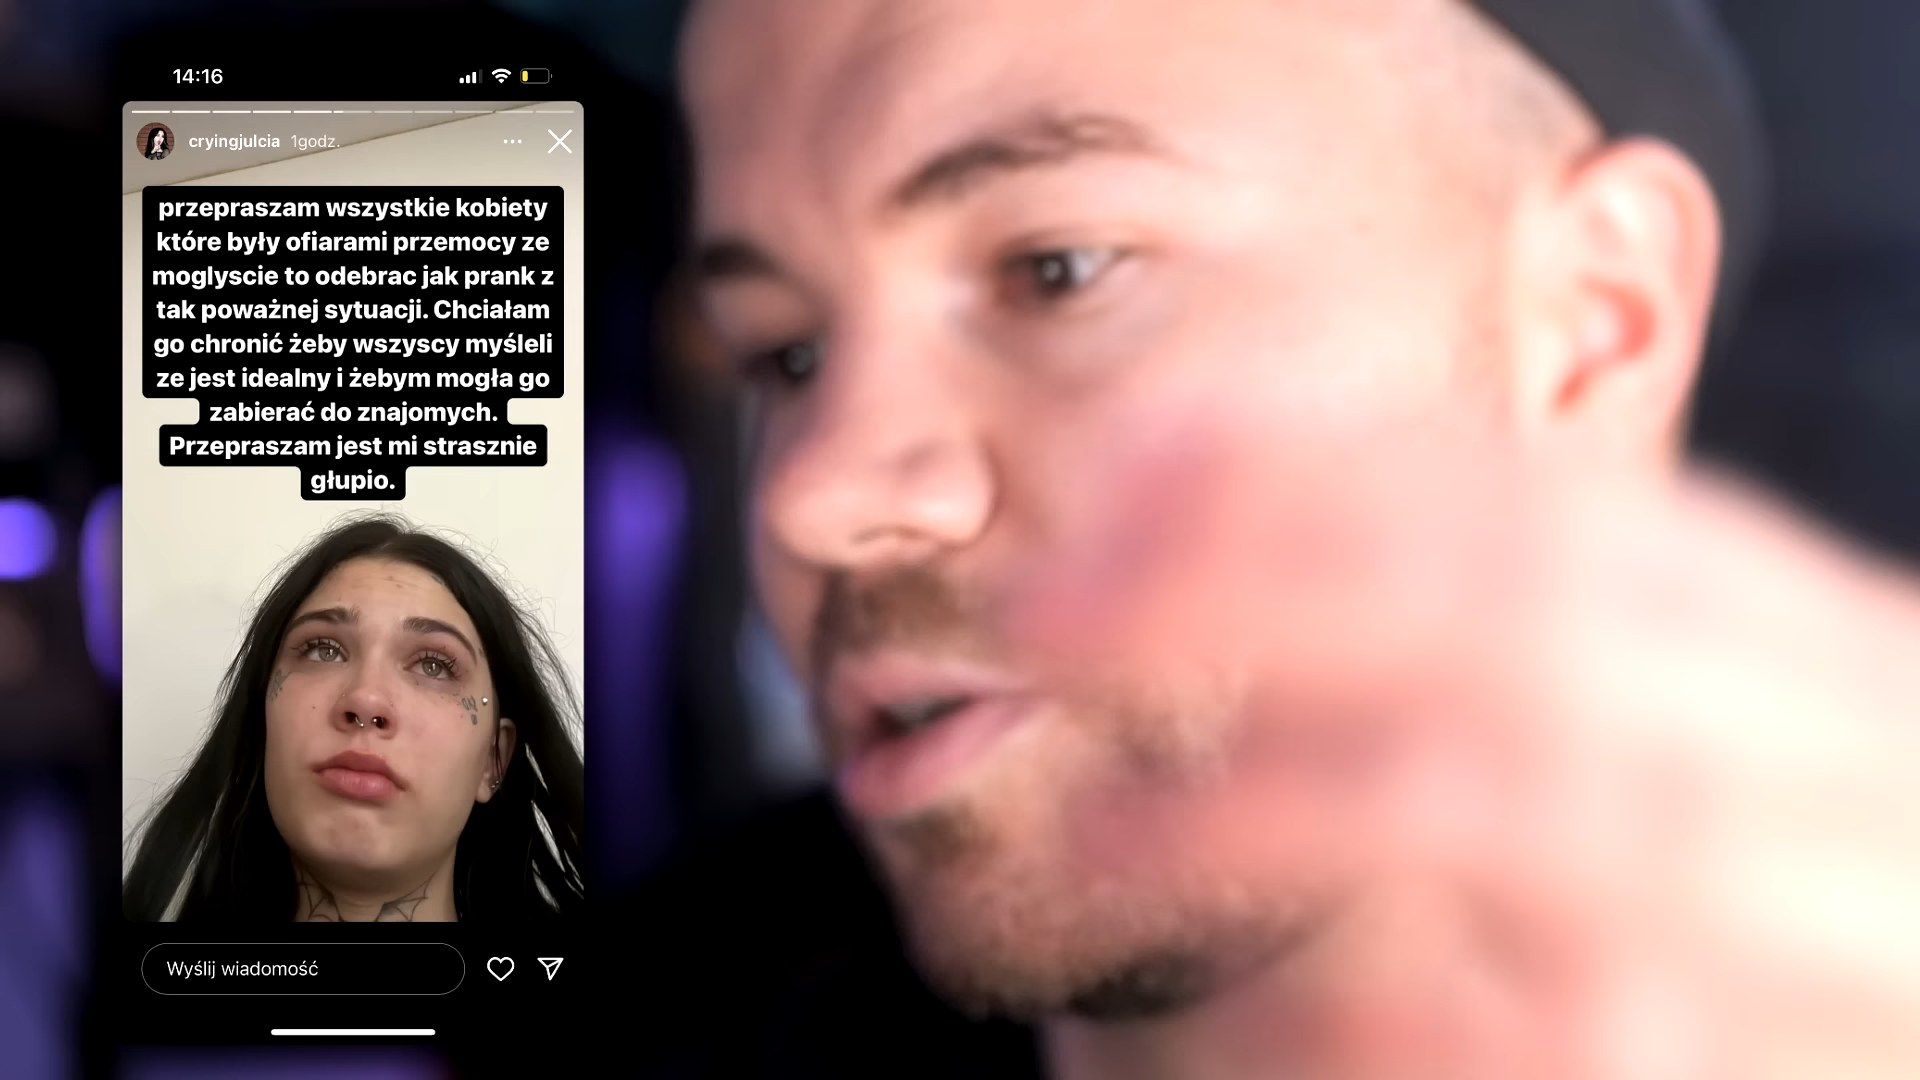 14:16
cryingjulcia 1godz.
przepraszam wszystkie kobiety
które były ofiarami przemocy ze
moglyscie to odebrac jak prank z
tak poważnej sytuacji. Chciałam
go chronić żeby wszyscy myśleli
ze jest idealny i żebym mogła go
zabierać do znajomych.
Przepraszam jest mi strasznie
głupio.
Wyślij wiadomość